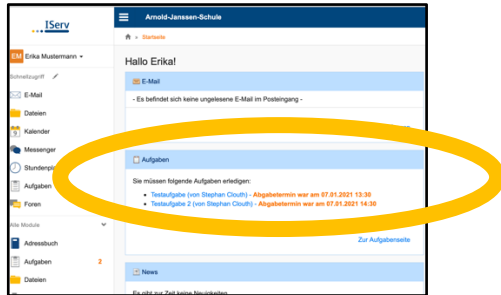 IServ
Arnold-Janssen-Schule
Startseite
EM Erika Mustermann
Hallo Erika!
Schnellzugriff
E-Mail
Dateien
Kalender
Messenger
Aufgaben
Foren
Alle Module
Adressbuch
Aufgaben 2
Dateien
E-Mail
- Es befindet sich keine ungelesene E-Mail im Posteingang -
Aufgaben
Sie müssen folgende Aufgaben erledigen:
• Testaufgabe (von Stephan Clouth) - Abgabetermin war am 07.01.2021 13:30
• Testaufgabe 2 (von Stephan Clouth) - Abgabetermin war am 07.01.2021 14:30
Zur Aufgabenseite
News
Es gibt zur Zeit keine Neuigkeiten